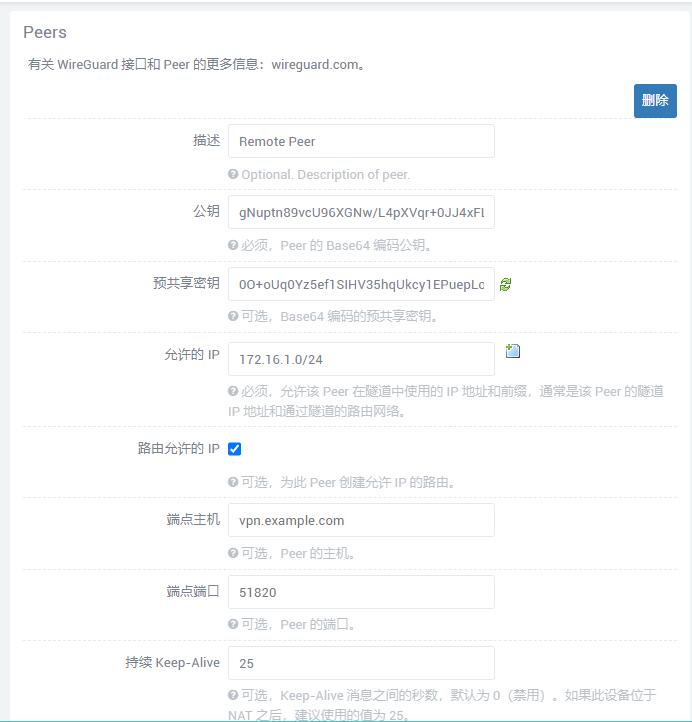 Peers
有关 WireGuard 接口和 Peer 的更多信息：wireguard.com。
删除
描述
Remote Peer
Optional. Description of peer.
公钥
gNuptn89vcU96XGNw/L4pXVqr+0JJ4xFL
必须，Peer 的 Base64 编码公钥。
预共享密钥
0O+oUq0Yz5ef1SIHV35hqUkcy1EPuepLc
可选，Base64 编码的预共享密钥。
允许的 IP
172.16.1.0/24
必须，允许该 Peer 在隧道中使用的 IP 地址和前缀，通常是该 Peer 的隧道
IP 地址和通过隧道的路由网络。
路由允许的 IP
可选，为此 Peer 创建允许 IP 的路由。
端点主机
vpn.example.com
可选，Peer 的主机。
端点端口
51820
可选，Peer 的端口。
持续 Keep-Alive
25
可选，Keep-Alive 消息之间的秒数，默认为 0（禁用）。如果此设备位于
NAT 之后，建议使用的值为 25。